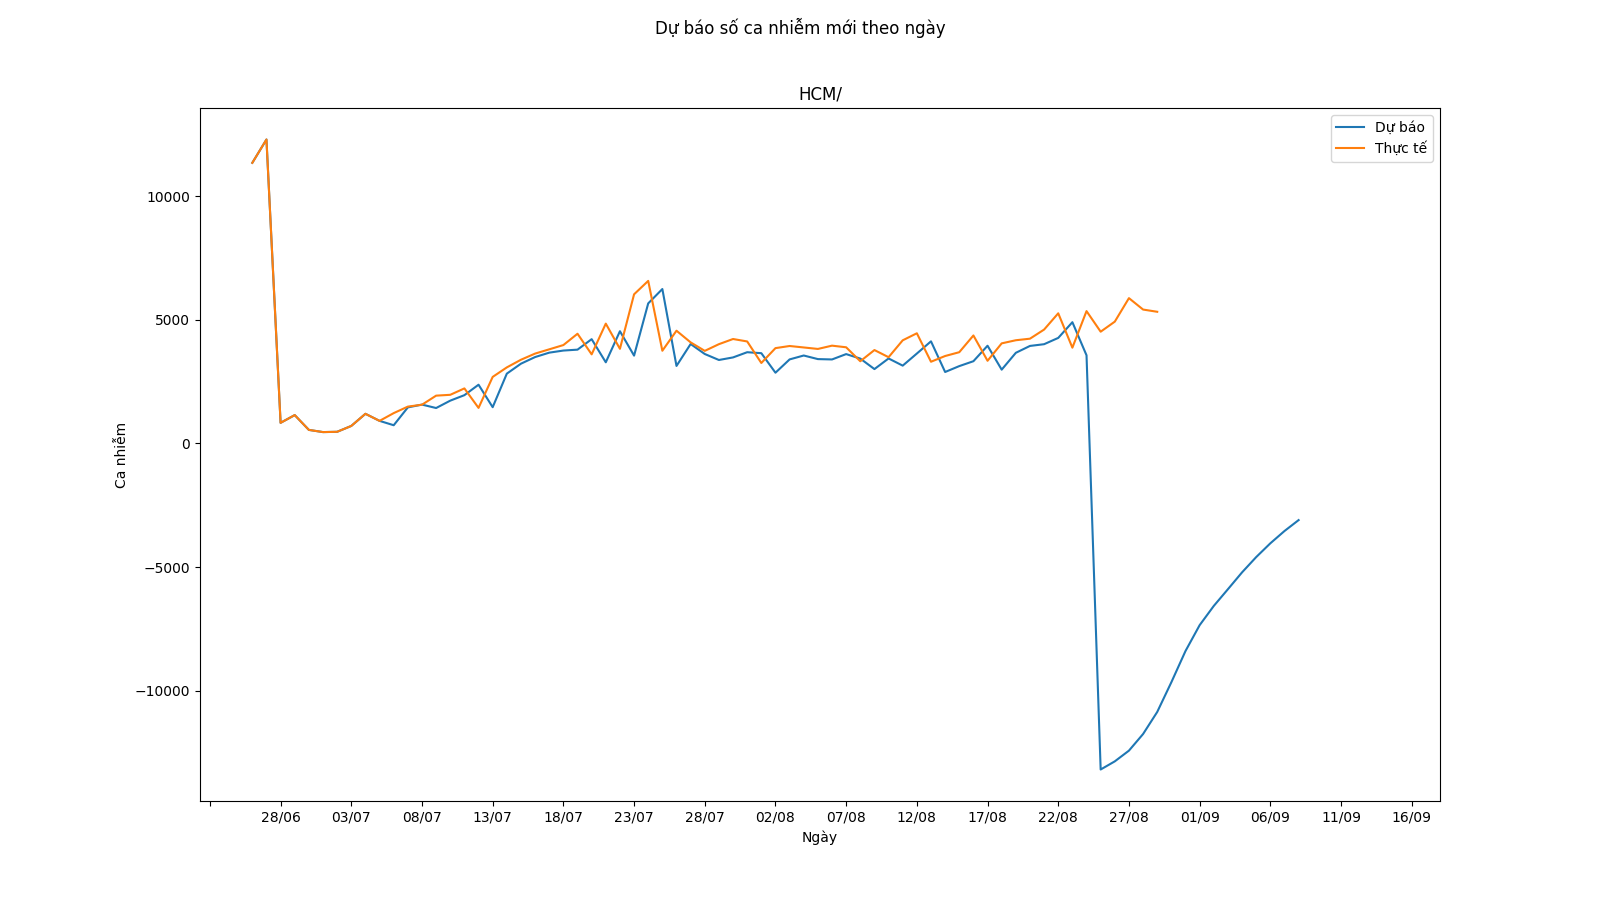 Dự báo số ca nhiễm mới theo ngày
HCM/
Dự báo
Thực tế
10000
5000
0
−5000
−10000
Ca nhiễm
28/06 03/07 08/07 13/07 18/07 23/07 28/07 02/08 07/08 12/08 17/08 22/08 27/08 01/09 06/09 11/09 16/09
Ngày